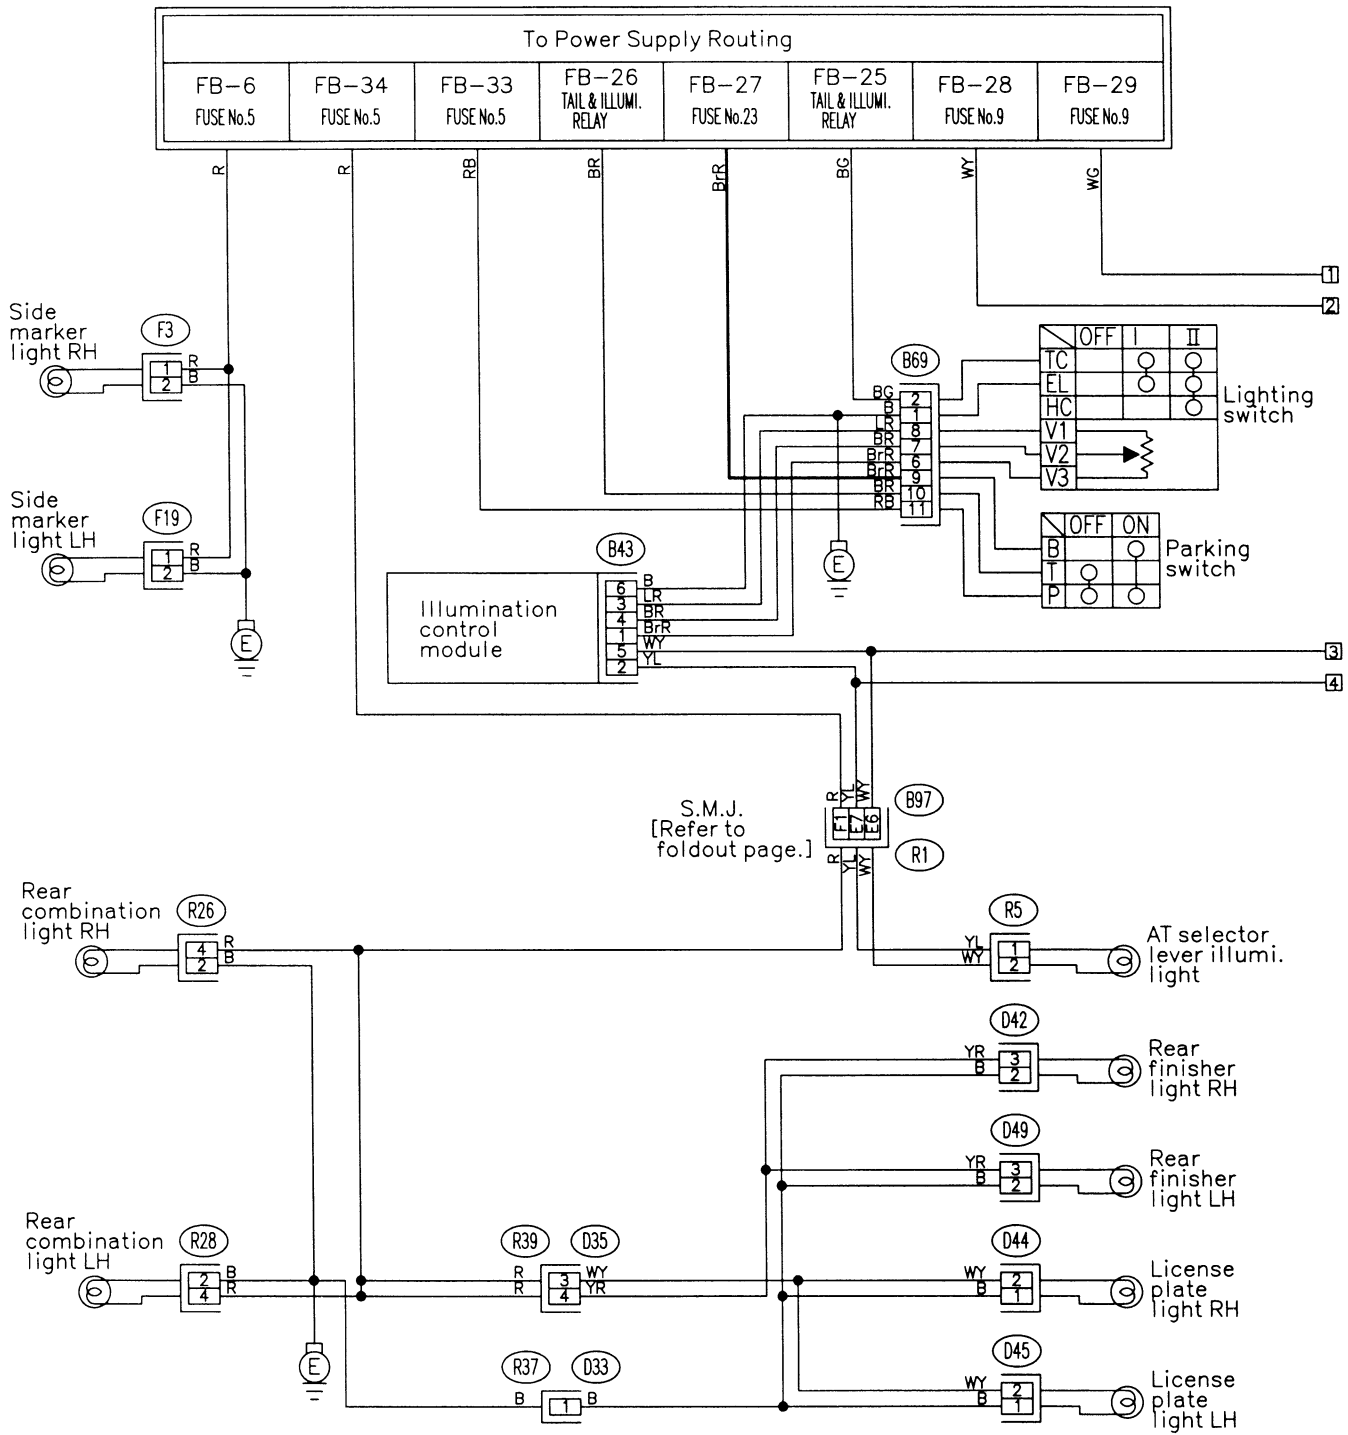 To Power Supply Routing
FB-6 FB-34 FB-33 FB-26 FB-27 FB-25 FB-28 FB-29
FUSE No.5 FUSE No.5 FUSE No.5 TAIL & ILLUMI. RELAY FUSE No.23 TAIL & ILLUMI. RELAY FUSE No.9 FUSE No.9
R R RB BR BrR BG WY WG
1
2
Side
marker
light RH
F3
1 R
2 B
Side
marker
light LH
F19
1 R
2 B
E
B69
BG 2
B 1
LR 8
BR 7
BrR 6
BrR 9
BR 10
RB 11
E
OFF I II
TC
EL
HC
V1
V2
V3
Lighting
switch
OFF ON
B
T
P
Parking
switch
B43
Illumination
control
module
6 B
3 LR
4 BR
1 BrR
5 WY
2 YL
3
4
S.M.J.
[Refer to
foldout page.]
R YL WY
F1 E7 E6
R YL WY
B97
R1
Rear
combination
light RH
R26
4 R
2 B
R5
YL 1
WY 2
AT selector
lever illumi.
light
D42
YR 3
B 2
Rear
finisher
light RH
D49
YR 3
B 2
Rear
finisher
light LH
Rear
combination
light LH
R28
2 B
4 R
E
R39 D35
R 3 WY
R 4 YR
D44
WY 2
B 1
License
plate
light RH
R37 D33
B 1 B
D45
WY 2
B 1
License
plate
light LH